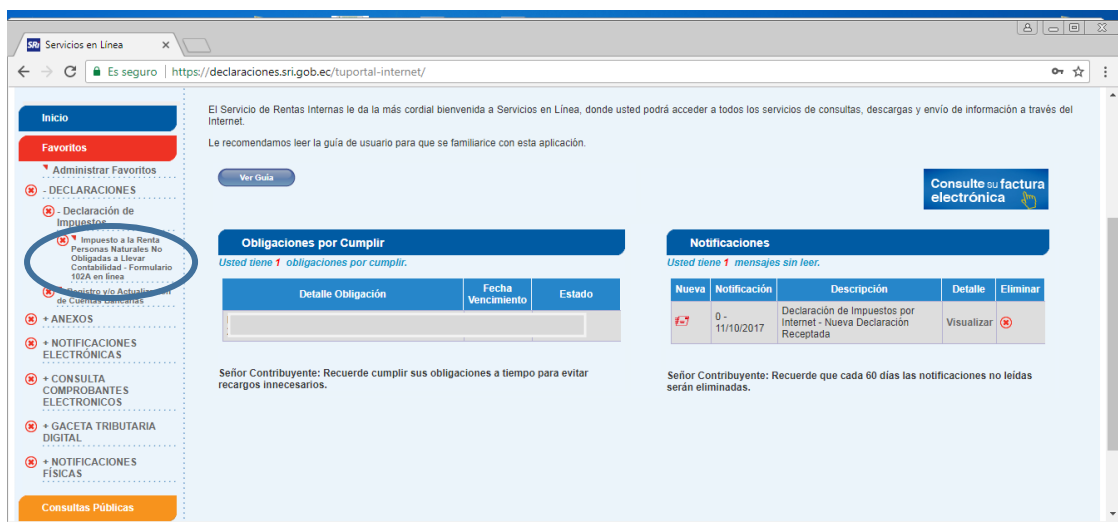 SRi Servicios en Línea
Es seguro | https://declaraciones.sri.gob.ec/tuportal-internet/
Inicio
Favoritos
Administrar Favoritos
- DECLARACIONES
- Declaración de
Impuestos
Impuesto a la Renta
Personas Naturales No
Obligadas a Llevar
Contabilidad - Formulario
102A en línea
Registro y/o Actualización
de Cuentas Bancarias
+ ANEXOS
+ NOTIFICACIONES
ELECTRÓNICAS
+ CONSULTA
COMPROBANTES
ELECTRONICOS
+ GACETA TRIBUTARIA
DIGITAL
+ NOTIFICACIONES
FÍSICAS
Consultas Públicas
El Servicio de Rentas Internas le da la más cordial bienvenida a Servicios en Línea, donde usted podrá acceder a todos los servicios de consultas, descargas y envío de información a través del
Internet.
Le recomendamos leer la guía de usuario para que se familiarice con esta aplicación.
Ver Guia
Consulte su factura
electrónica
Obligaciones por Cumplir
Usted tiene 1 obligaciones por cumplir.
Detalle Obligación
Fecha
Vencimiento
Estado
Señor Contribuyente: Recuerde cumplir sus obligaciones a tiempo para evitar
recargos innecesarios.
Notificaciones
Usted tiene 1 mensajes sin leer.
Nueva Notificación Descripción Detalle Eliminar
0 -
11/10/2017
Declaración de Impuestos por
Internet - Nueva Declaración
Receptada
Visualizar
Señor Contribuyente: Recuerde que cada 60 días las notificaciones no leídas
serán eliminadas.